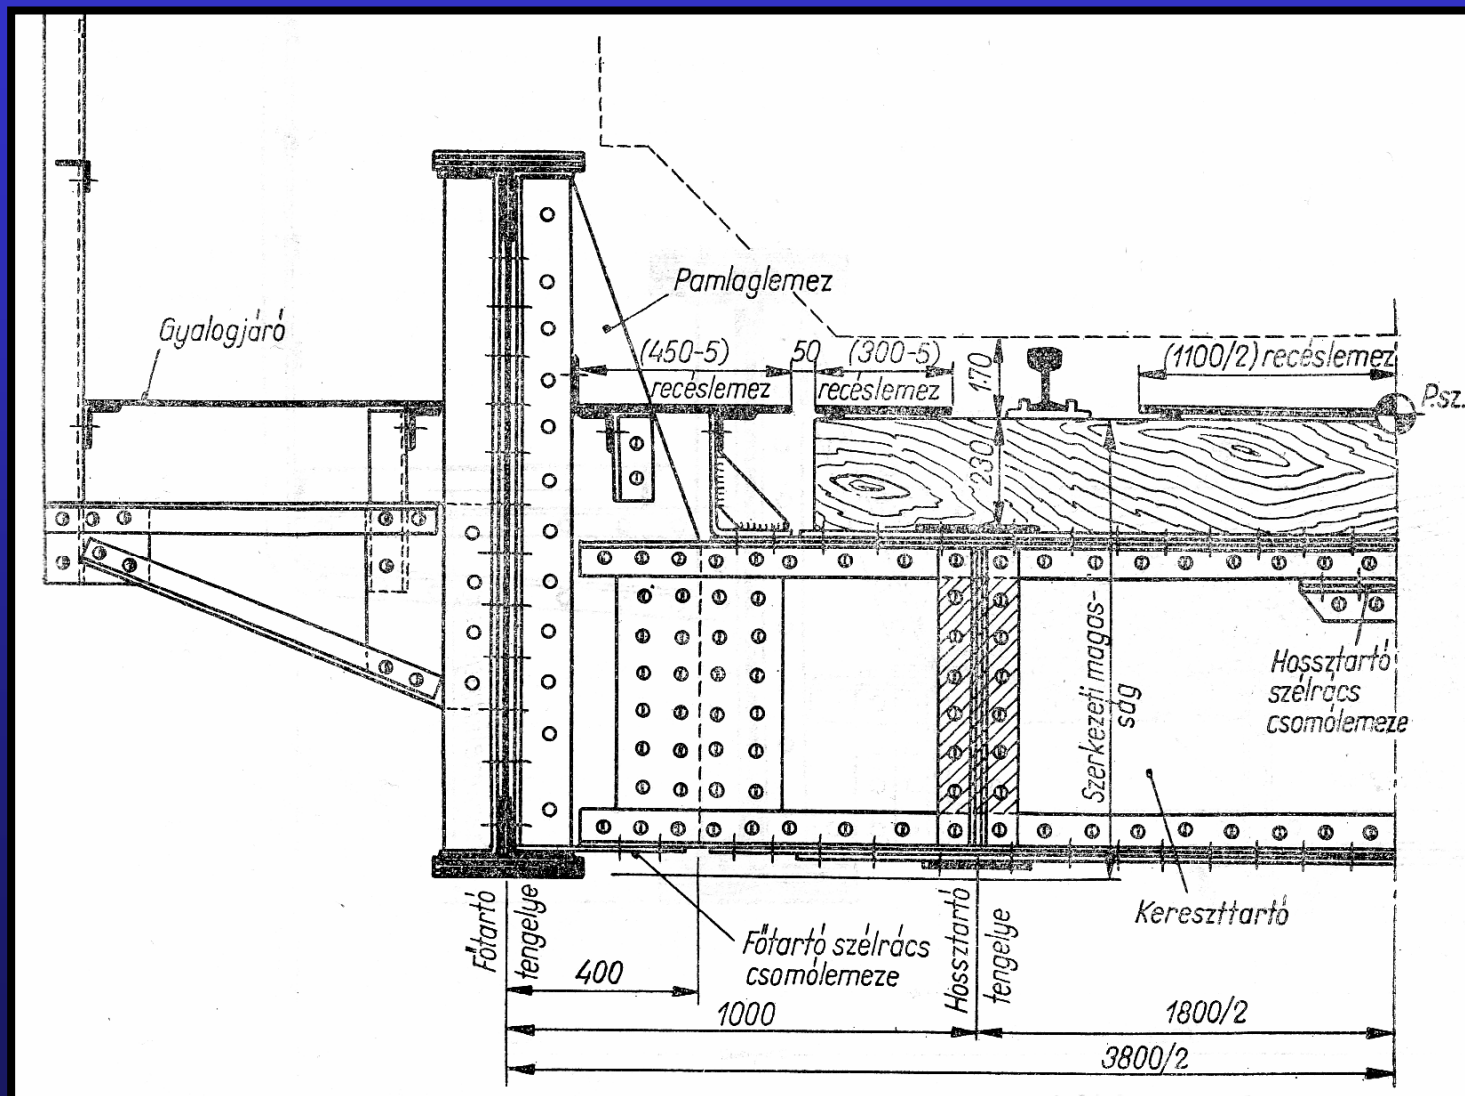 Gyalogjáró
Pamlaglemez
(450-5)
recéslemez
50
(300-5)
recéslemez
170
(1100/2) recéslemez
P.sz.
230
Szerkezeti magas-
ság
Hossztartó
szélrács
csomólemeze
Kereszttartó
Főtartó
tengelye
Főtartó szélrács
csomólemeze
Hossztartó
tengelye
400
1000
1800/2
3800/2